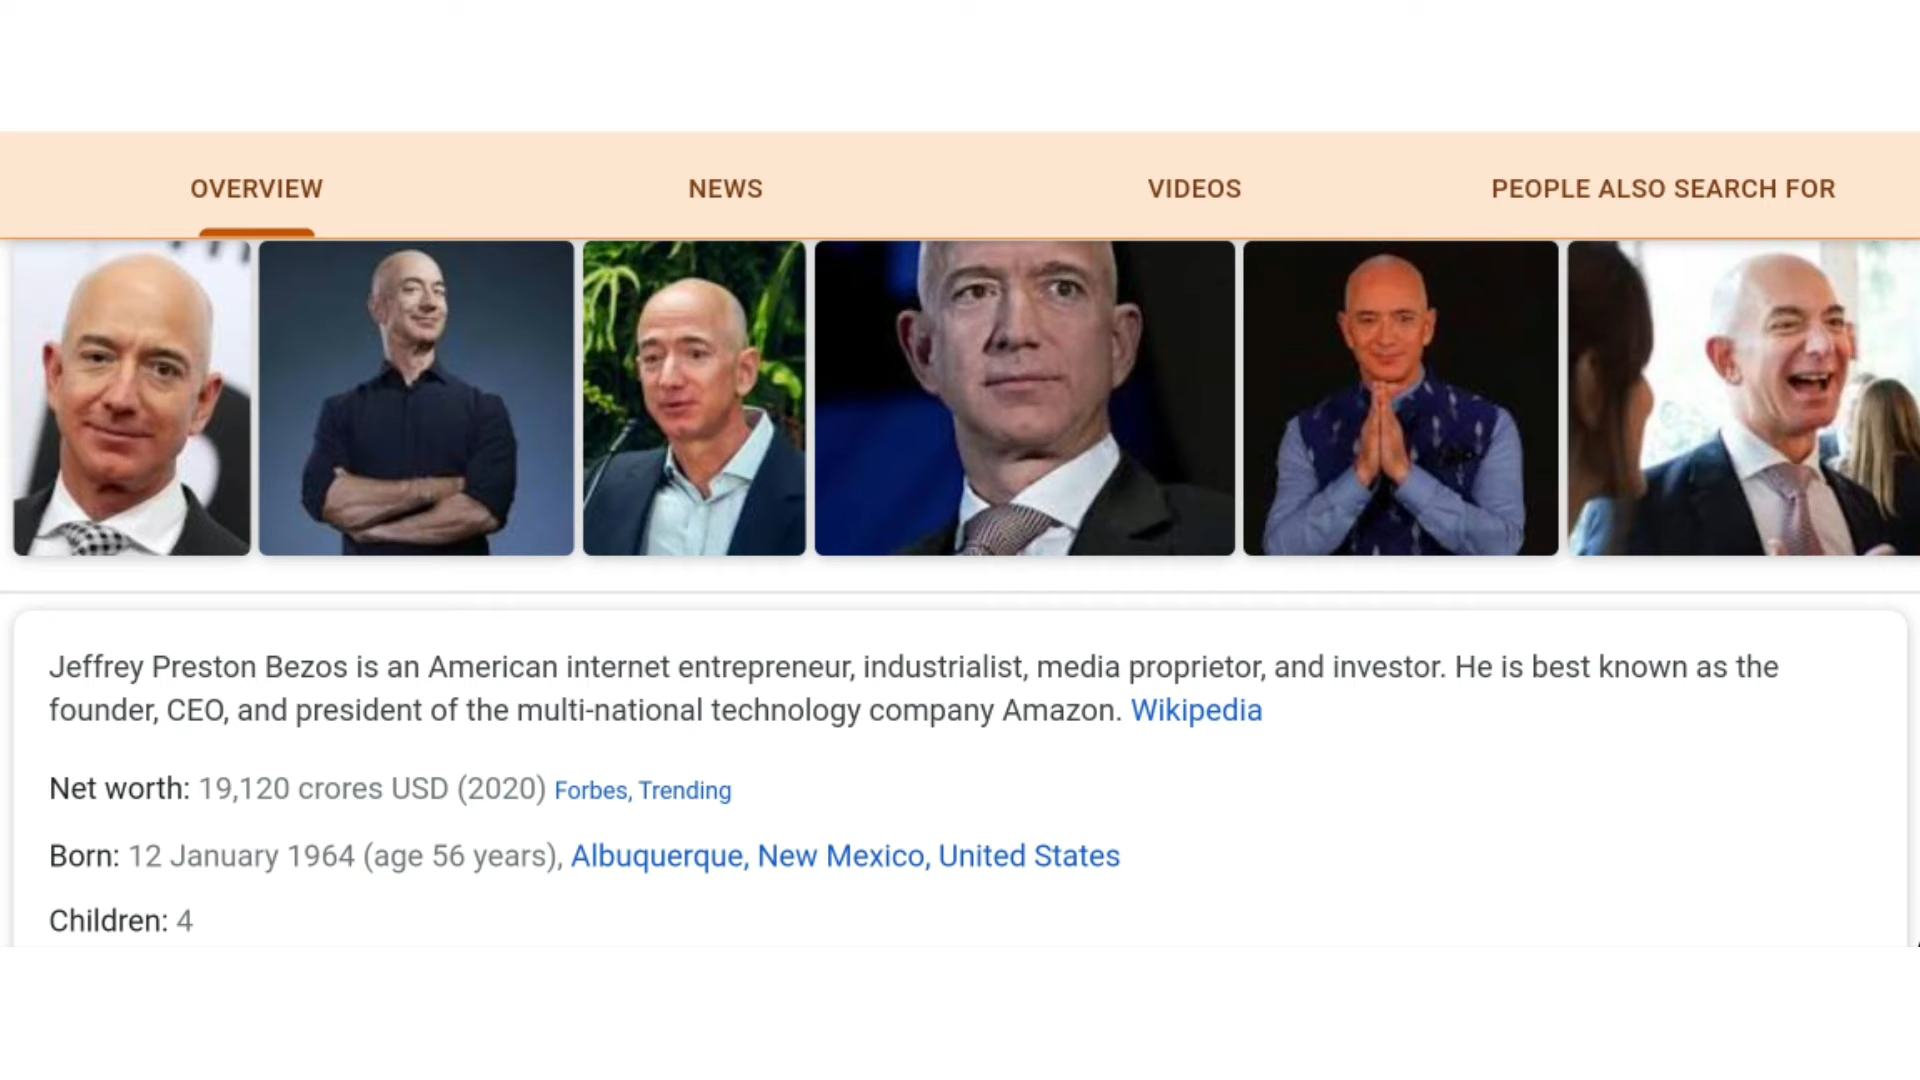 OVERVIEW NEWS VIDEOS PEOPLE ALSO SEARCH FOR
Jeffrey Preston Bezos is an American internet entrepreneur, industrialist, media proprietor, and investor. He is best known as the
founder, CEO, and president of the multi-national technology company Amazon. Wikipedia
Net worth: 19,120 crores USD (2020) Forbes, Trending
Born: 12 January 1964 (age 56 years), Albuquerque, New Mexico, United States
Children: 4